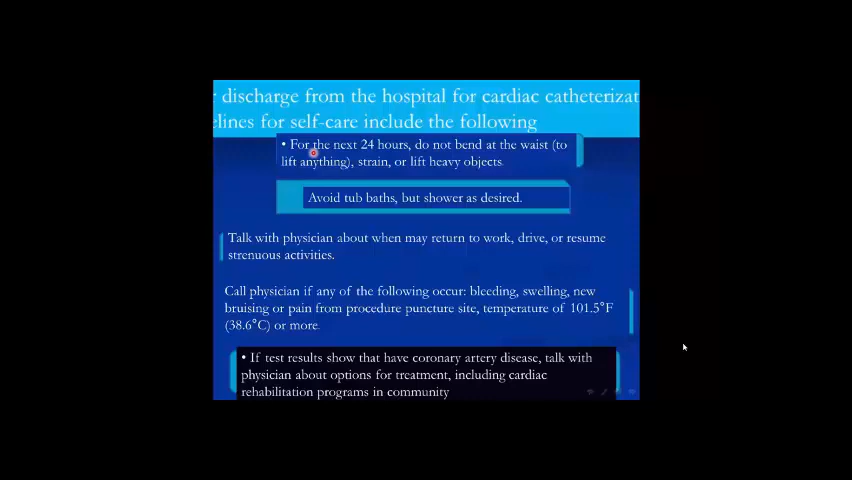 discharge from the hospital for cardiac catheterizat
elines for self-care include the following
• For the next 24 hours, do not bend at the waist (to
lift anything), strain, or lift heavy objects.
Avoid tub baths, but shower as desired.
Talk with physician about when may return to work, drive, or resume
strenuous activities.
Call physician if any of the following occur: bleeding, swelling, new
bruising or pain from procedure puncture site, temperature of 101.5°F
(38.6°C) or more.
• If test results show that have coronary artery disease, talk with
physician about options for treatment, including cardiac
rehabilitation programs in community